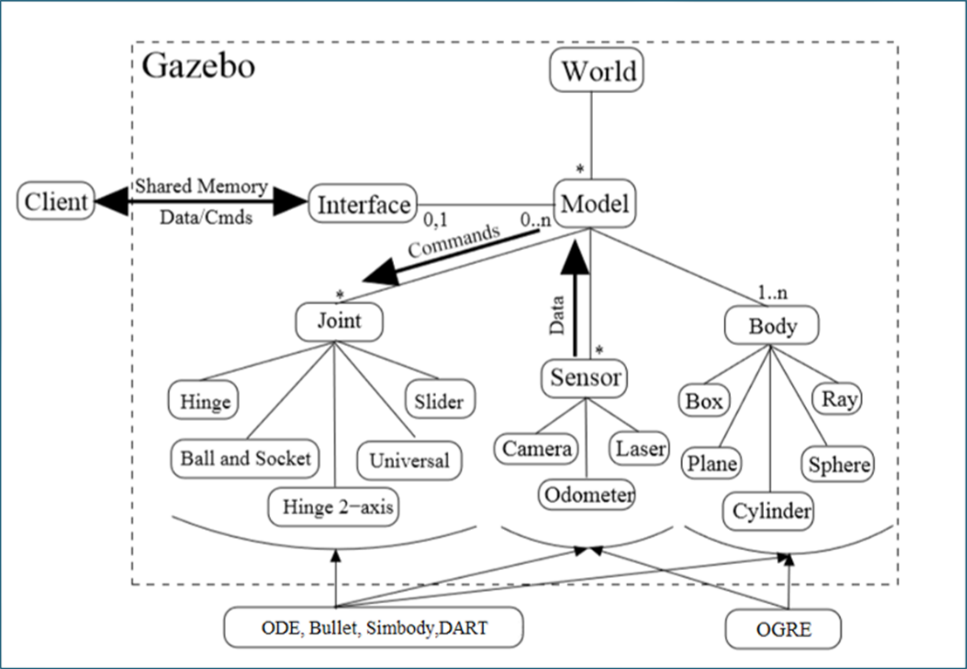 Gazebo
World
*
Client
Shared Memory
Data/Cmds
Interface
0,1
0..n
Model
Commands
Data
*
Joint
*
Sensor
1..n
Body
Hinge
Slider
Ball and Socket
Universal
Hinge 2-axis
Camera
Laser
Odometer
Box
Ray
Plane
Sphere
Cylinder
ODE, Bullet, Simbody,DART
OGRE